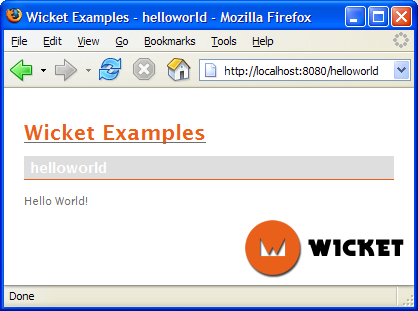 Wicket Examples - helloworld - Mozilla Firefox
File Edit View Go Bookmarks Tools Help
http://localhost:8080/helloworld
Wicket Examples
helloworld
Hello World!
W WICKET
Done